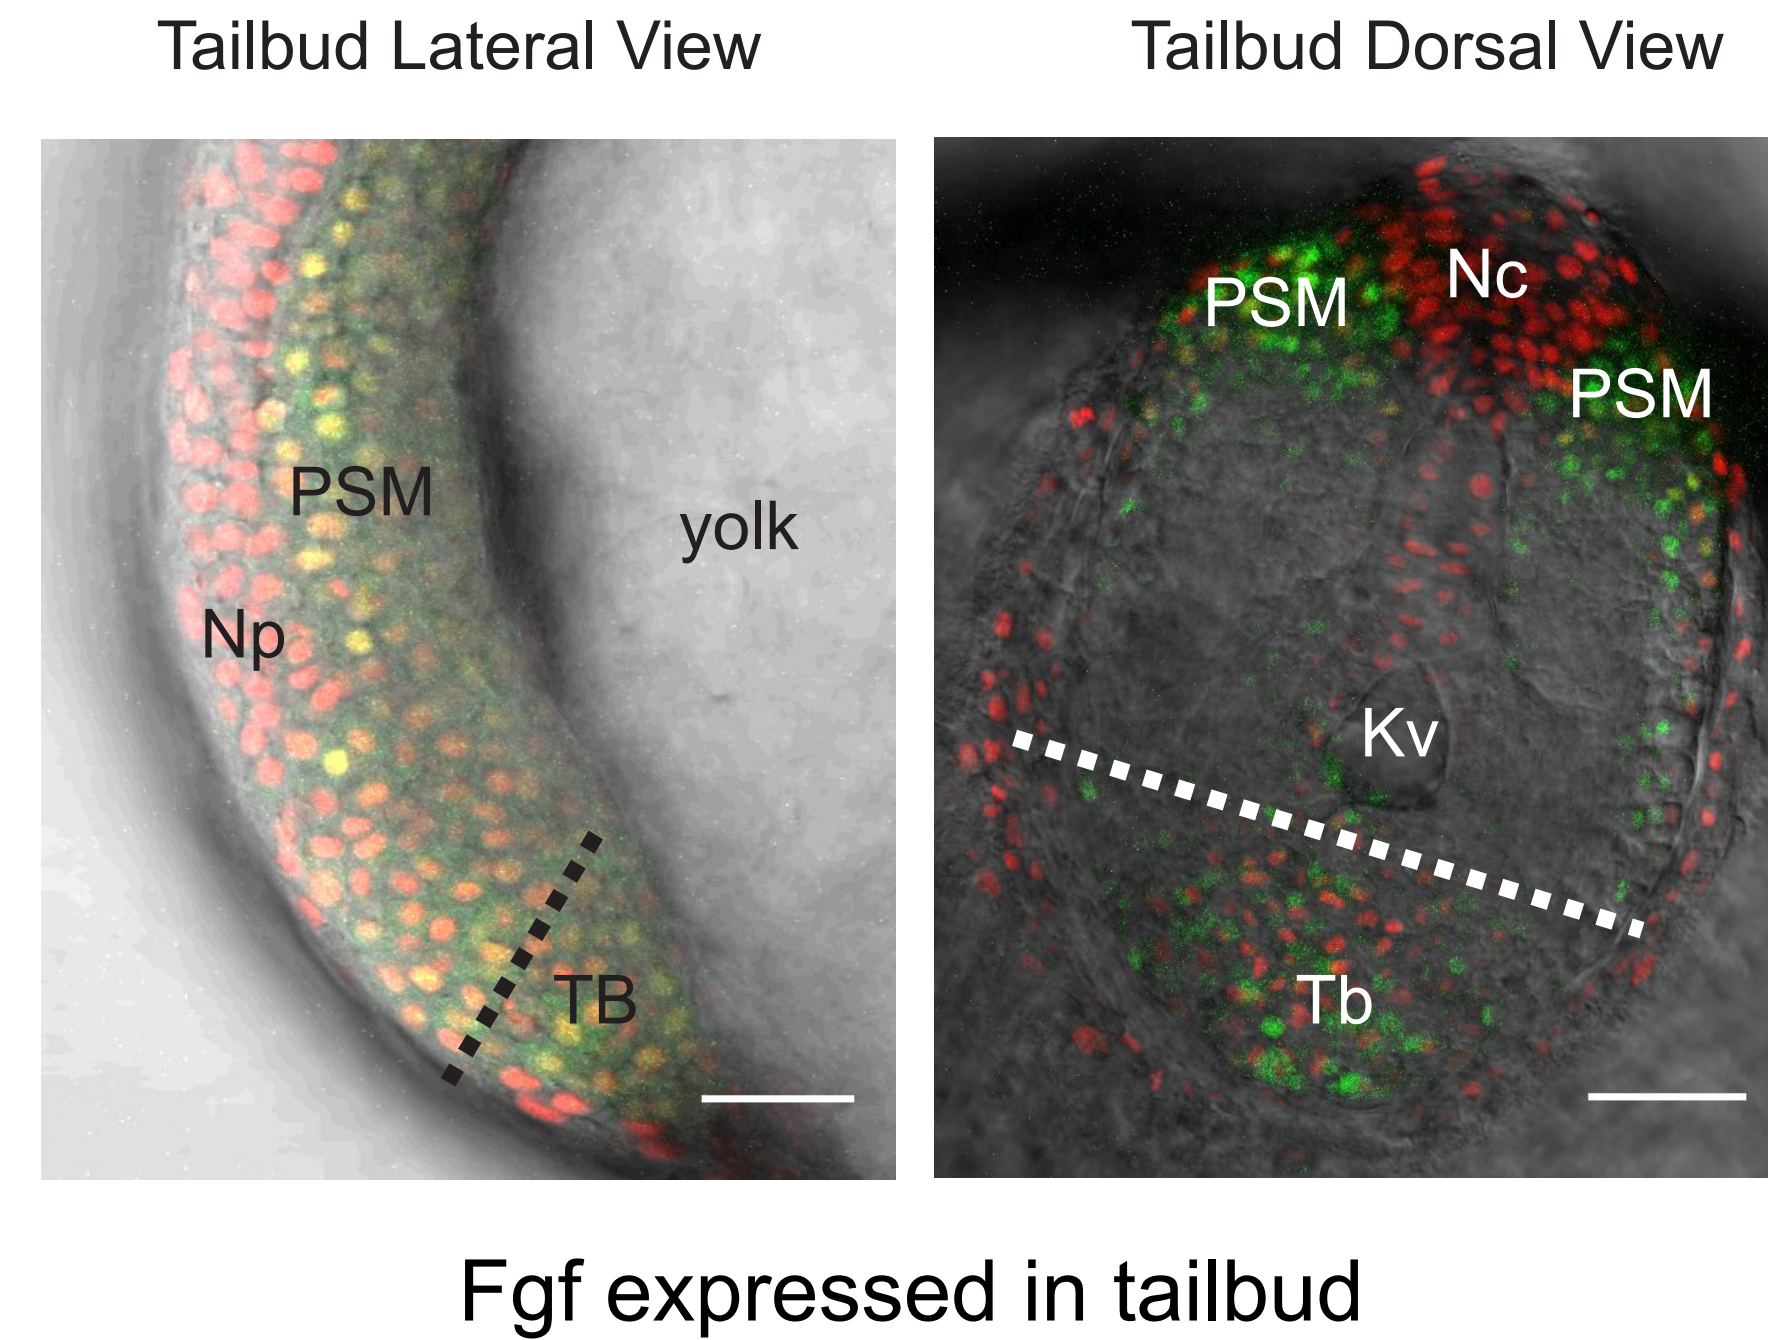 Tailbud Lateral View
Tailbud Dorsal View
PSM
yolk
Np
TB
Nc
PSM
PSM
Kv
Tb
Fgf expressed in tailbud